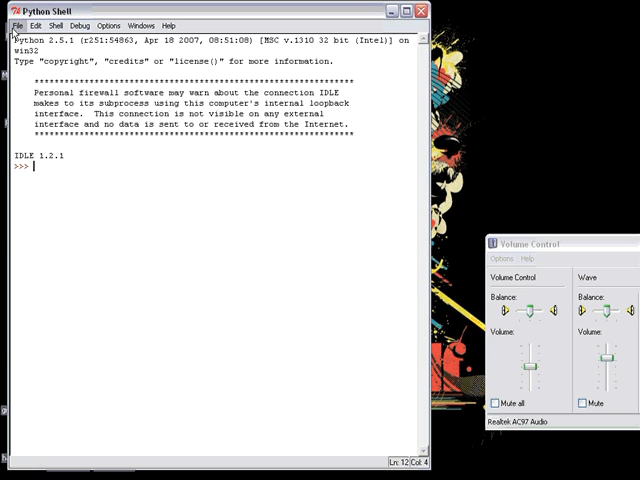 Python Shell
File Edit Shell Debug Options Windows Help
Python 2.5.1 (r251:54863, Apr 18 2007, 08:51:08) [MSC v.1310 32 bit (Intel)] on
win32
Type "copyright", "credits" or "license()" for more information.
****************************************************************
Personal firewall software may warn about the connection IDLE
makes to its subprocess using this computer's internal loopback
interface.  This connection is not visible on any external
interface and no data is sent to or received from the Internet.
****************************************************************
IDLE 1.2.1
>>>
Ln: 12 Col: 4
Volume Control
Options Help
Volume Control Wave
Balance: Balance:
Volume: Volume:
Mute all Mute
Realtek AC97 Audio